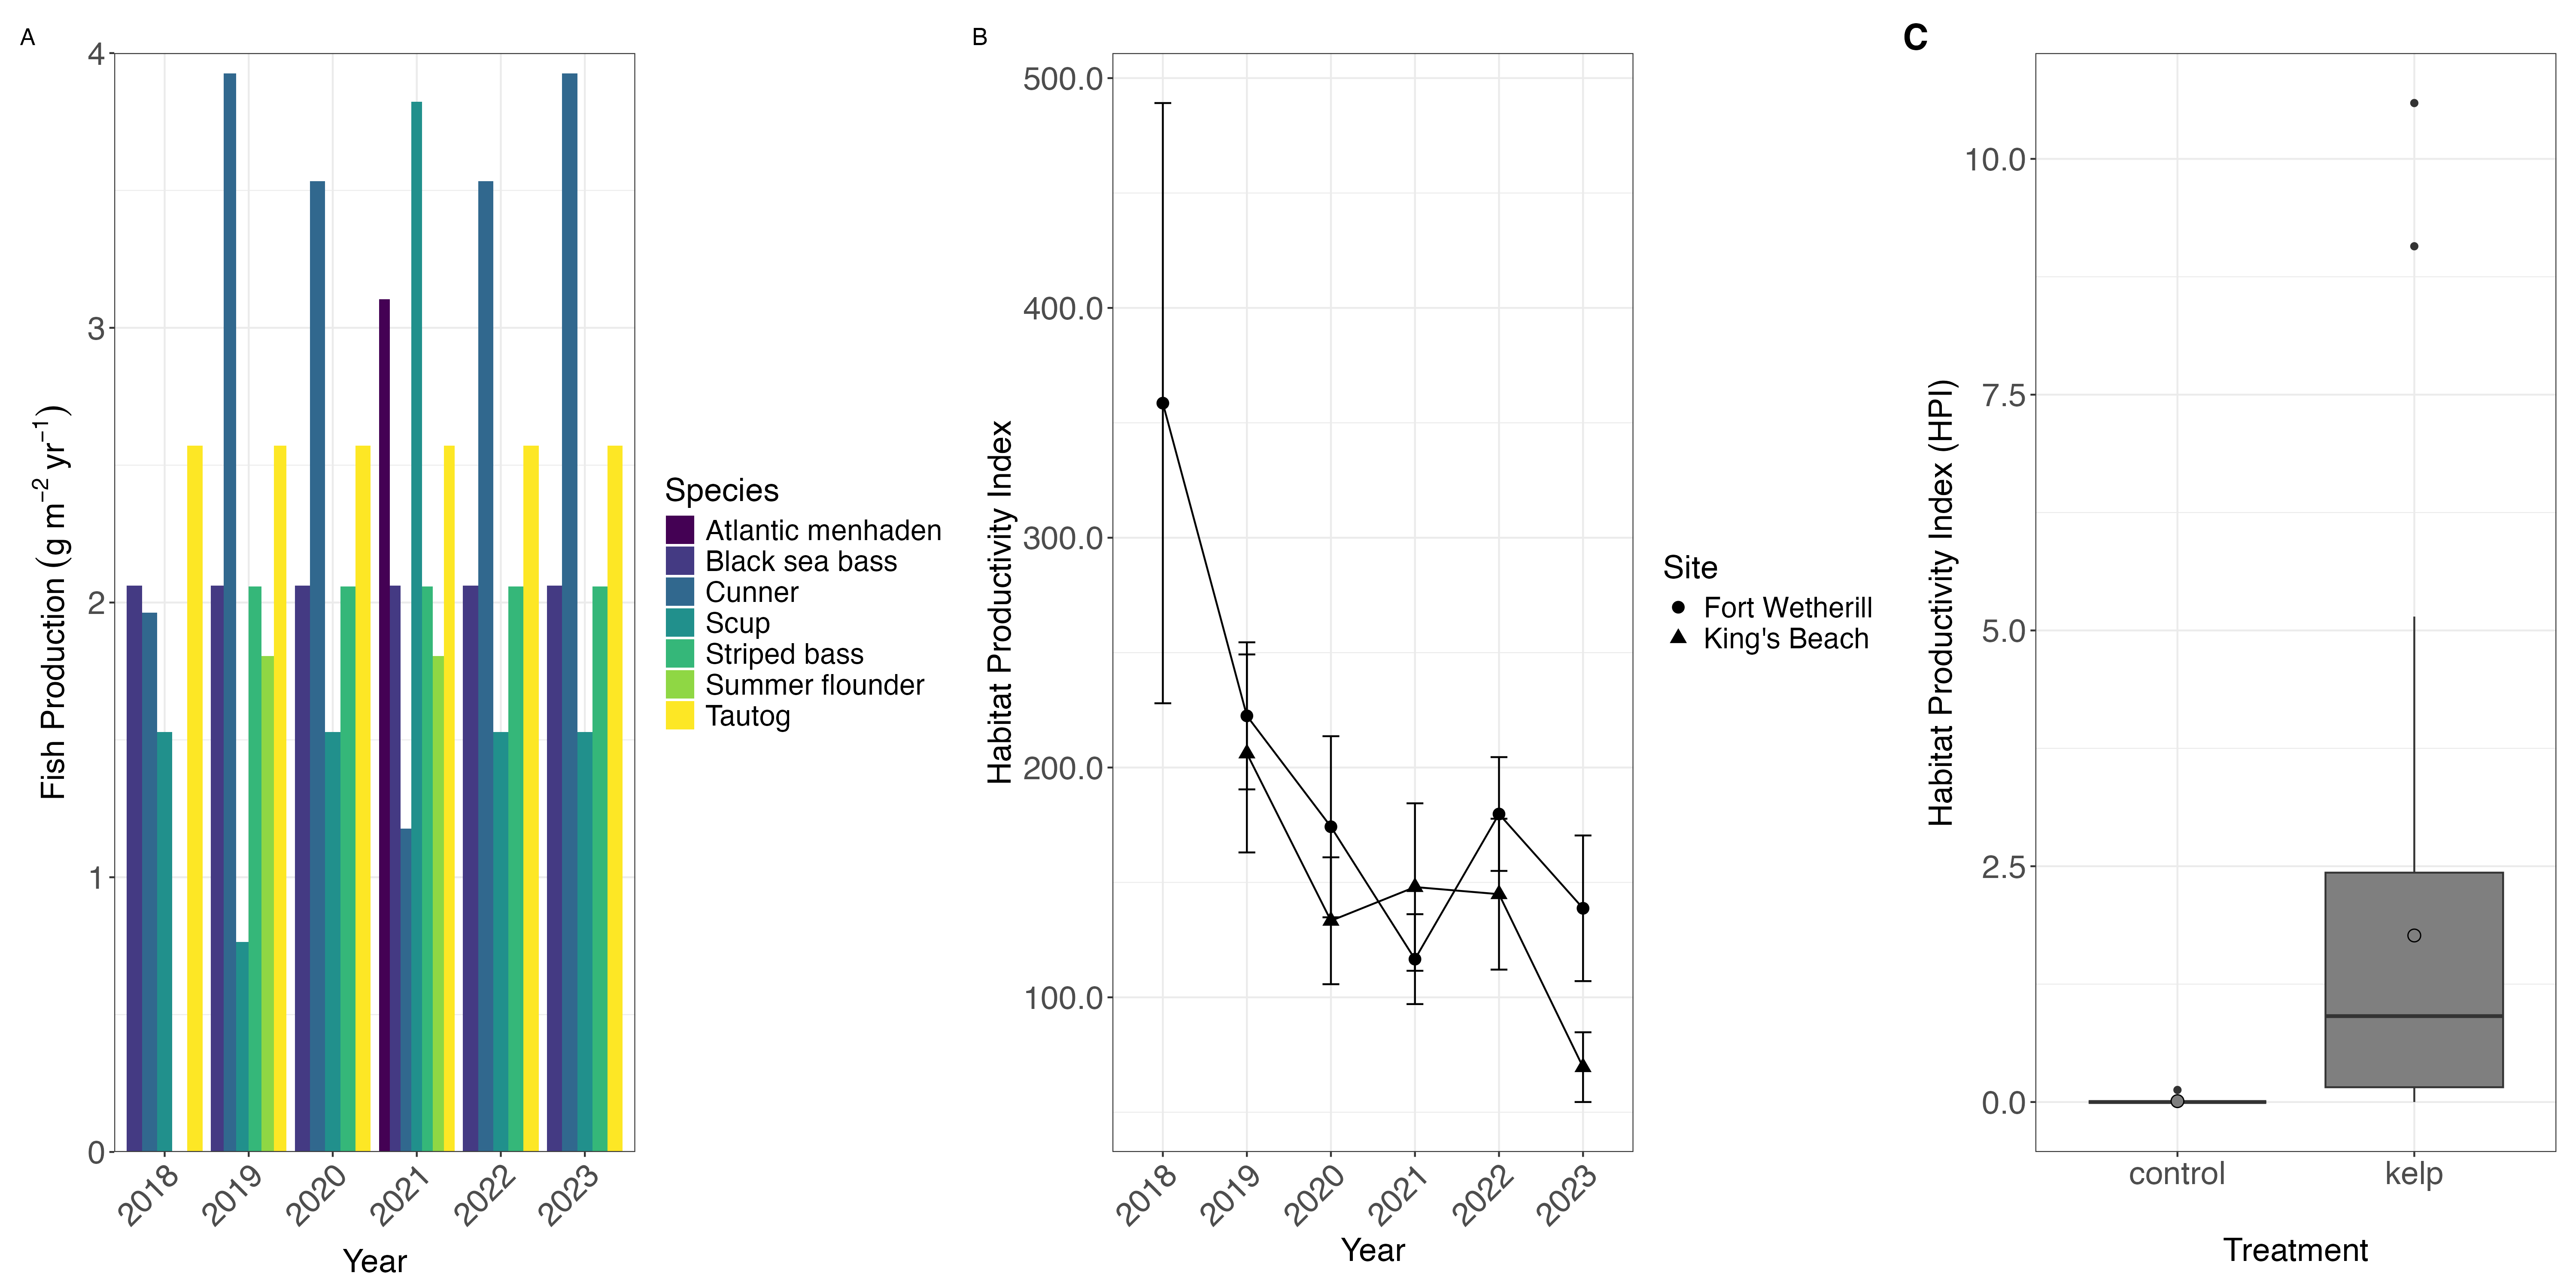 A
4
3
2
1
0
Fish Production (g m⁻² yr⁻¹)
2018
2019
2020
2021
2022
2023
Year
Species
Atlantic menhaden
Black sea bass
Cunner
Scup
Striped bass
Summer flounder
Tautog
B
500.0
400.0
300.0
200.0
100.0
Habitat Productivity Index
2018
2019
2020
2021
2022
2023
Year
Site
Fort Wetherill
King's Beach
C
10.0
7.5
5.0
2.5
0.0
Habitat Productivity Index (HPI)
control
kelp
Treatment